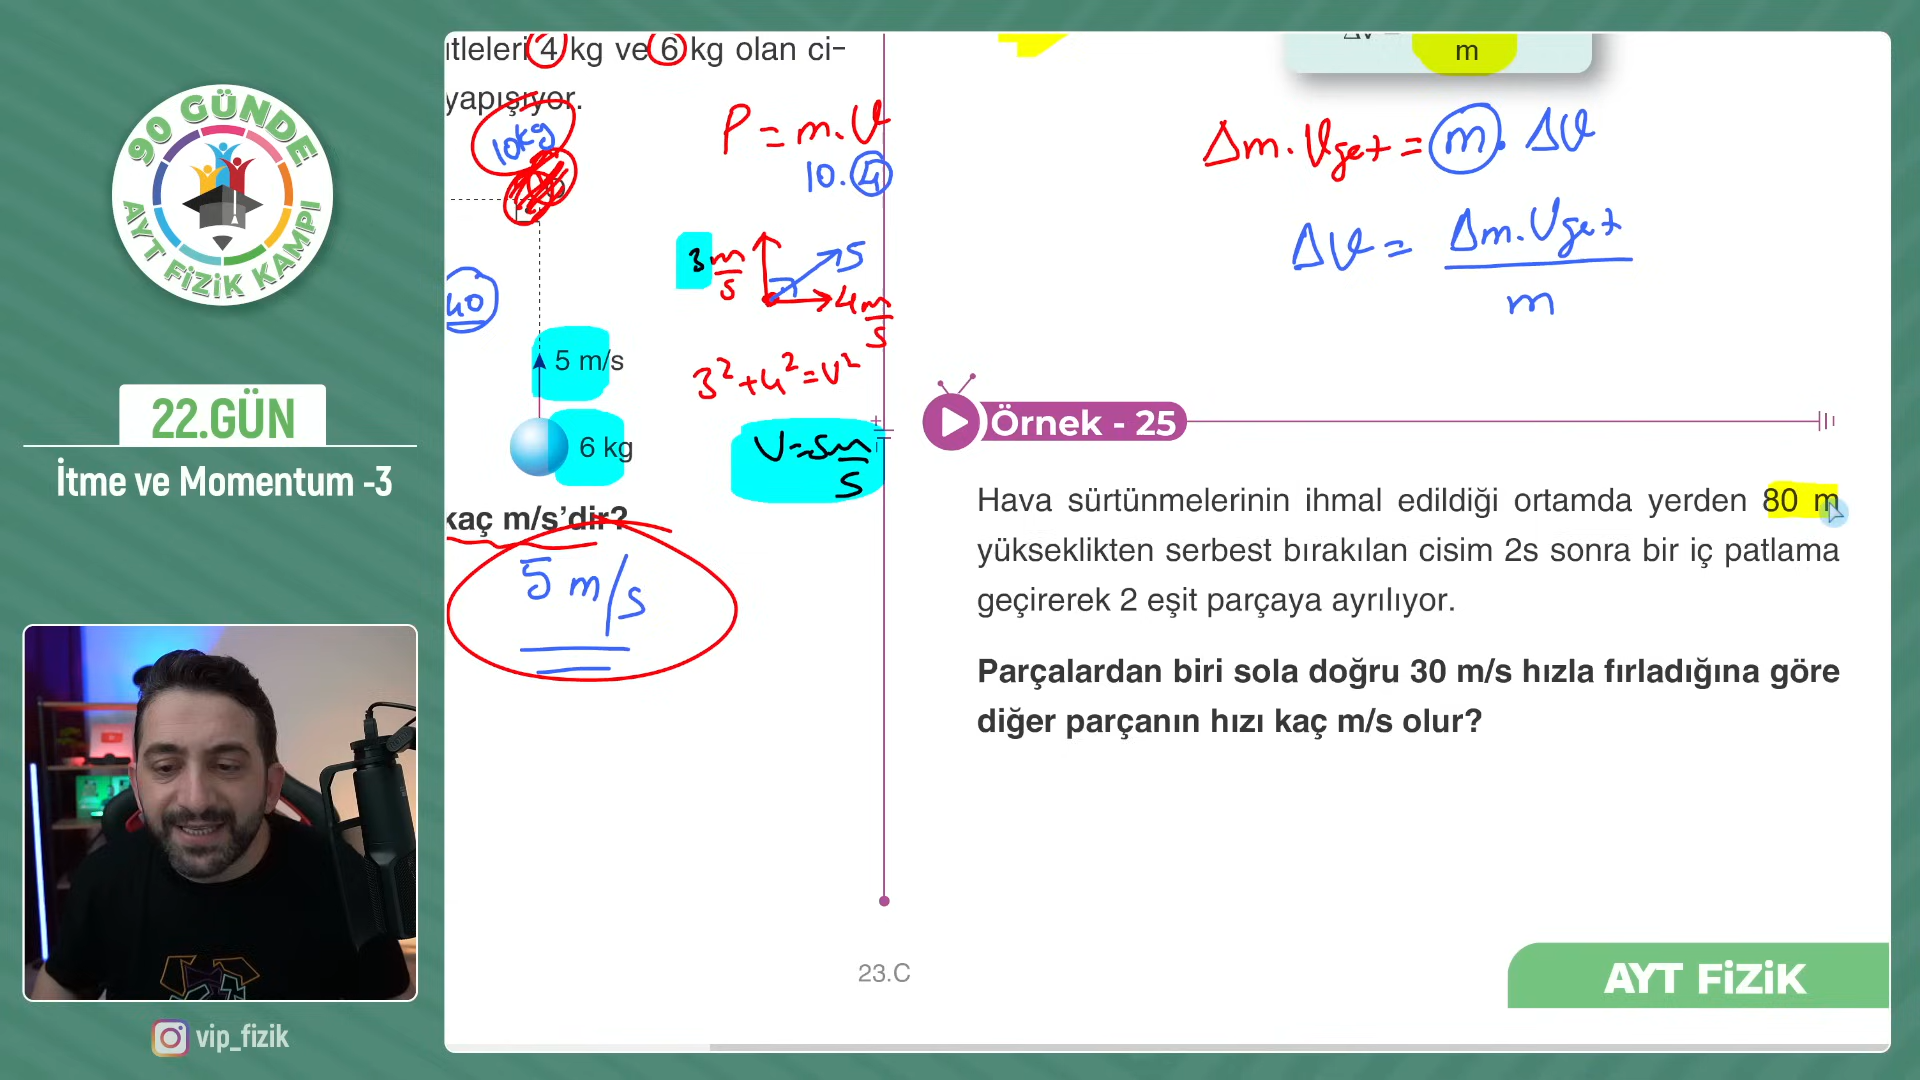 90 GÜNDE
AYT FİZİK KAMPI
22.GÜN
İtme ve Momentum -3
vip_fizik
tleleri 4 kg ve 6 kg olan ci-
yapışıyor.
10kg
P = m.V
10.4
3 m/s
5
4 m/s
40
5 m/s
3² + 4² = V²
6 kg
V = 5 m/s
kaç m/s'dir?
5 m/s
m
Δm.Vget = m.ΔV
ΔV = Δm.Vget
m
Örnek - 25
Hava sürtünmelerinin ihmal edildiği ortamda yerden 80 m
yükseklikten serbest bırakılan cisim 2s sonra bir iç patlama
geçirerek 2 eşit parçaya ayrılıyor.
Parçalardan biri sola doğru 30 m/s hızla fırladığına göre
diğer parçanın hızı kaç m/s olur?
23.C
AYT FİZİK